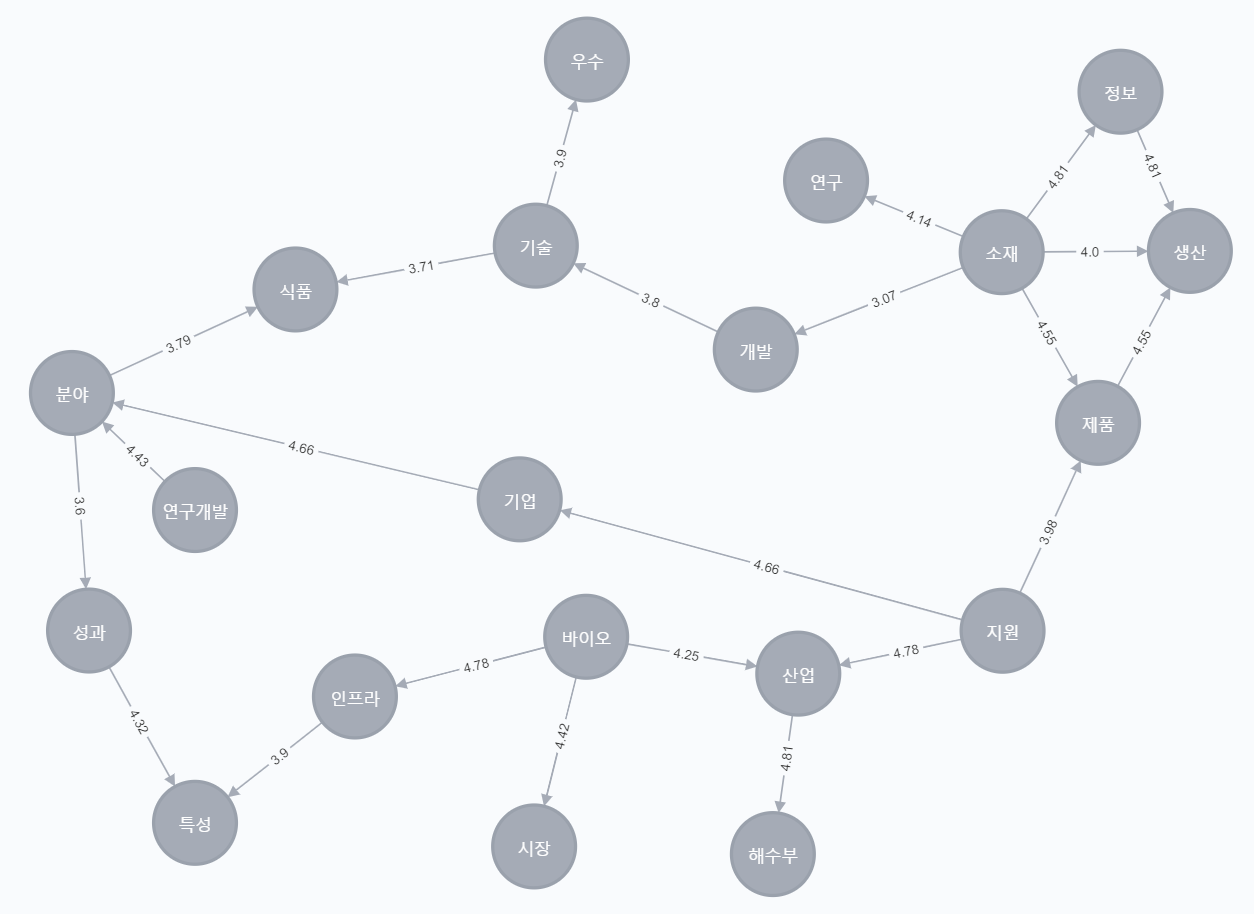 우수
정보
3.9
4.81
4.81
연구
4.14
기술
소재
4.0
생산
3.71
식품
3.8
3.07
개발
4.55
4.55
3.79
분야
제품
4.66
4.43
3.6
연구개발
기업
3.98
4.66
성과
바이오
4.25
4.78
지원
산업
4.78
인프라
4.32
3.9
4.42
4.81
특성
시장
해수부